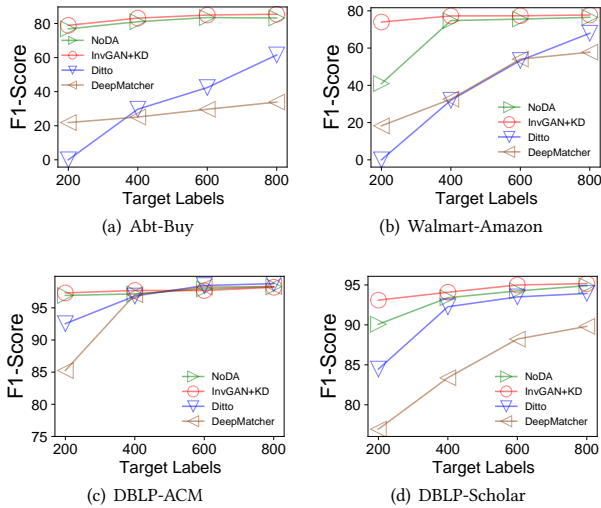 F1-Score
80
60
40
20
0
NoDA
InvGAN+KD
Ditto
DeepMatcher
200 400 600 800
Target Labels
(a) Abt-Buy
F1-Score
80
60
40
20
0
NoDA
InvGAN+KD
Ditto
DeepMatcher
200 400 600 800
Target Labels
(b) Walmart-Amazon
F1-Score
95
90
85
80
75
NoDA
InvGAN+KD
Ditto
DeepMatcher
200 400 600 800
Target Labels
(c) DBLP-ACM
F1-Score
95
90
85
80
NoDA
InvGAN+KD
Ditto
DeepMatcher
200 400 600 800
Target Labels
(d) DBLP-Scholar